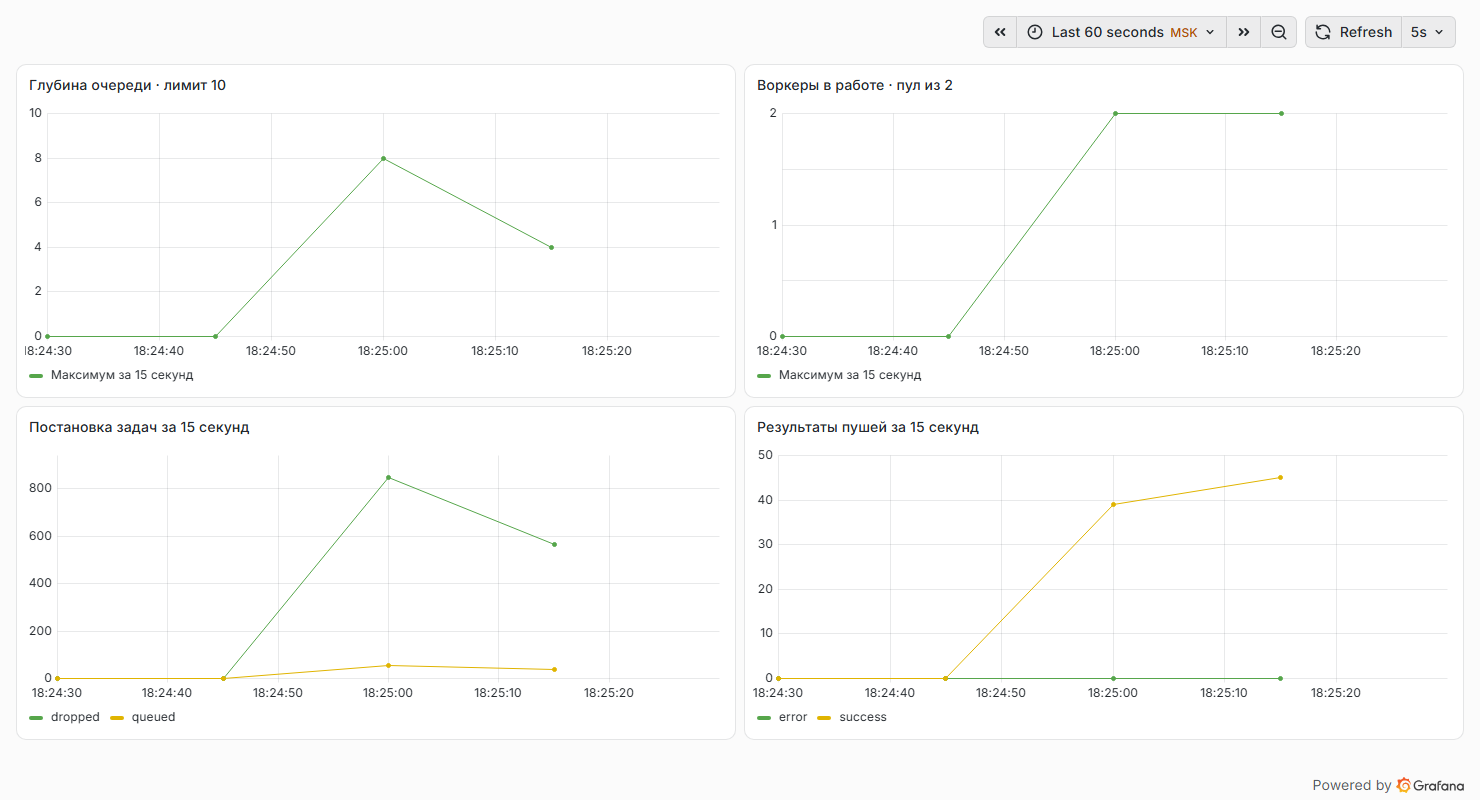 Last 60 seconds MSK
Refresh
5s
Глубина очереди · лимит 10
10
8
6
4
2
0
18:24:30 18:24:40 18:24:50 18:25:00 18:25:10 18:25:20
Максимум за 15 секунд
Воркеры в работе · пул из 2
2
1
0
18:24:30 18:24:40 18:24:50 18:25:00 18:25:10 18:25:20
Максимум за 15 секунд
Постановка задач за 15 секунд
800
600
400
200
0
18:24:30 18:24:40 18:24:50 18:25:00 18:25:10 18:25:20
dropped queued
Результаты пушей за 15 секунд
50
40
30
20
10
0
18:24:30 18:24:40 18:24:50 18:25:00 18:25:10 18:25:20
error success
Powered by Grafana